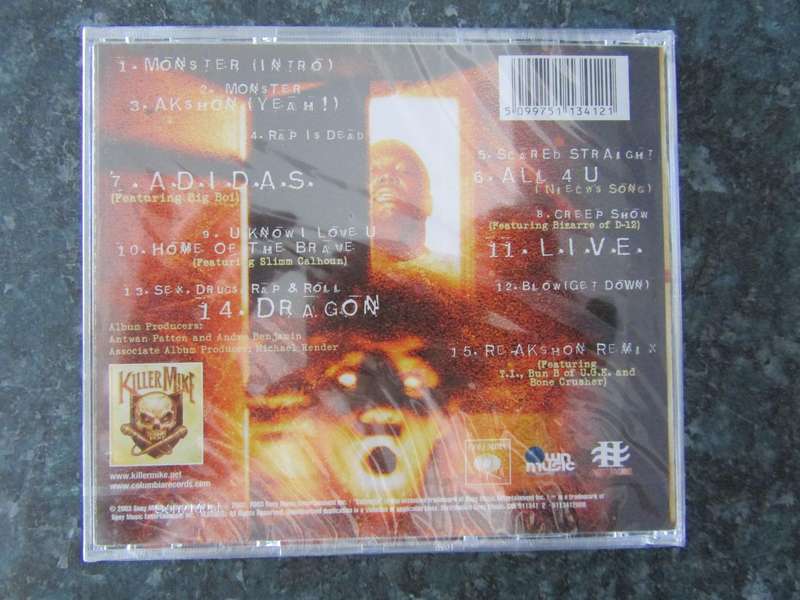 1. MONSTER (INTRO)
2. MONSTER
3. AKSHON (YEAH!)
4. RAP IS DEAD
5. SCARED STRAIGHT
6. ALL 4 U
(NIECY'S SONG)
7. A.D.I.D.A.S.
(Featuring Big Boi)
8. CREEP SHOW
(Featuring Bizarre of D-12)
9. U KNOW I LOVE U
10. HOME OF THE BRAVE
(Featuring Slimm Calhoun)
11. L.I.V.E.
12. BLOW (GET DOWN)
13. SEX, DRUGS, RAP & ROLL
14. DRAGON
15. RE-AKSHON REMIX
(Featuring
T.I., Bun B of U.G.K. and
Bone Crusher)
Album Producers:
Antwan Patton and Andre Benjamin
Associate Album Producer: Michael Render
KILLER MIKE
www.killermike.net
www.columbiarecords.com
5 099751 134121
COLUMBIA
own
music